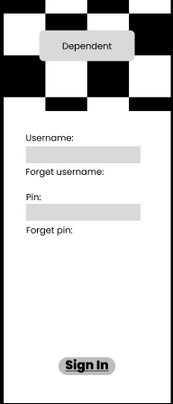 Dependent
Username:
Forget username:
Pin:
Forget pin:
Sign In